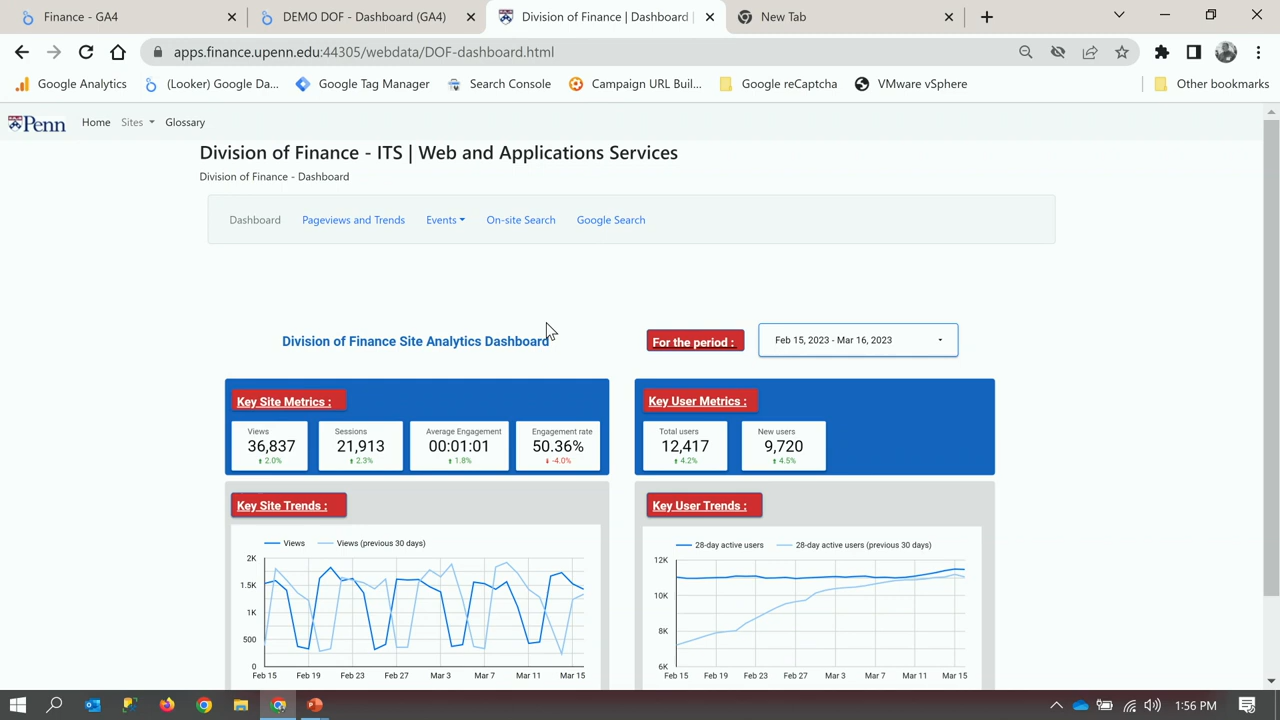 Finance - GA4
DEMO DOF - Dashboard (GA4)
Division of Finance | Dashboard |
New Tab
apps.finance.upenn.edu:44305/webdata/DOF-dashboard.html
Google Analytics
(Looker) Google Da...
Google Tag Manager
Search Console
Campaign URL Buil...
Google reCaptcha
VMware vSphere
Other bookmarks
Penn Home Sites Glossary
Division of Finance - ITS | Web and Applications Services
Division of Finance - Dashboard
Dashboard Pageviews and Trends Events On-site Search Google Search
Division of Finance Site Analytics Dashboard
For the period :
Feb 15, 2023 - Mar 16, 2023
Key Site Metrics :
Views
36,837
2.0%
Sessions
21,913
2.3%
Average Engagement
00:01:01
1.8%
Engagement rate
50.36%
-4.0%
Key User Metrics :
Total users
12,417
4.2%
New users
9,720
4.5%
Key Site Trends :
Views Views (previous 30 days)
2K
1.5K
1K
500
0
Feb 15 Feb 19 Feb 23 Feb 27 Mar 3 Mar 7 Mar 11 Mar 15
Key User Trends :
28-day active users 28-day active users (previous 30 days)
12K
10K
8K
6K
Feb 15 Feb 19 Feb 23 Feb 27 Mar 3 Mar 7 Mar 11 Mar 15
1:56 PM